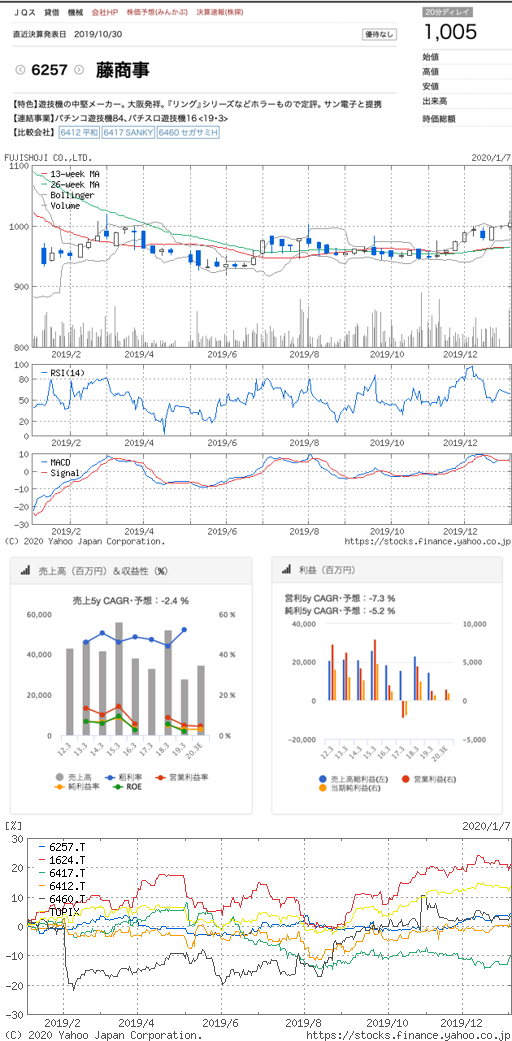 JQス 貸借 機械 会社HP 株価予想(みんかぶ) 決算速報(株探)
直近決算発表日 2019/10/30 優待なし
20分ディレイ
1,005
6257 藤商事
始値
高値
安値
出来高
時価総額
【特色】遊技機の中堅メーカー。大阪発祥。『リング』シリーズなどホラーもので定評。サン電子と提携
【連結事業】パチンコ遊技機84、パチスロ遊技機16<19・3>
【比較会社】 6412 平和 6417 SANKY 6460 セガサミH
FUJISHOJI CO.,LTD. 2020/1/7
13-week MA
26-week MA
Bollinger
Volume
1100
1000
900
800
2019/2 2019/4 2019/6 2019/8 2019/10 2019/12
RSI(14)
100
80
50
20
0
2019/2 2019/4 2019/6 2019/8 2019/10 2019/12
MACD
Signal
10
0
-10
-20
-30
2019/2 2019/4 2019/6 2019/8 2019/10 2019/12
(C) 2020 Yahoo Japan Corporation. https://stocks.finance.yahoo.co.jp
売上高（百万円）＆収益性（%）
売上5y CAGR・予想：-2.4 %
60,000 60 %
40,000 40 %
20,000 20 %
0 0 %
12.3 13.3 14.3 15.3 16.3 17.3 18.3 19.3 20.3E
売上高 粗利率 営業利益率
純利益率 ROE
利益（百万円）
営利5y CAGR・予想：-7.3 %
純利5y CAGR・予想：-5.2 %
40,000 10,000
20,000 5,000
0 0
-20,000 -5,000
12.3 13.3 14.3 15.3 16.3 17.3 18.3 19.3 20.3E
売上高総利益(左) 営業利益(右)
当期純利益(右)
[%] 2020/1/7
6257.T
1624.T
6417.T
6412.T
6460.T
TOPIX
30
20
10
0
-10
-20
-30
2019/2 2019/4 2019/6 2019/8 2019/10 2019/12
(C) 2020 Yahoo Japan Corporation. https://stocks.finance.yahoo.co.jp